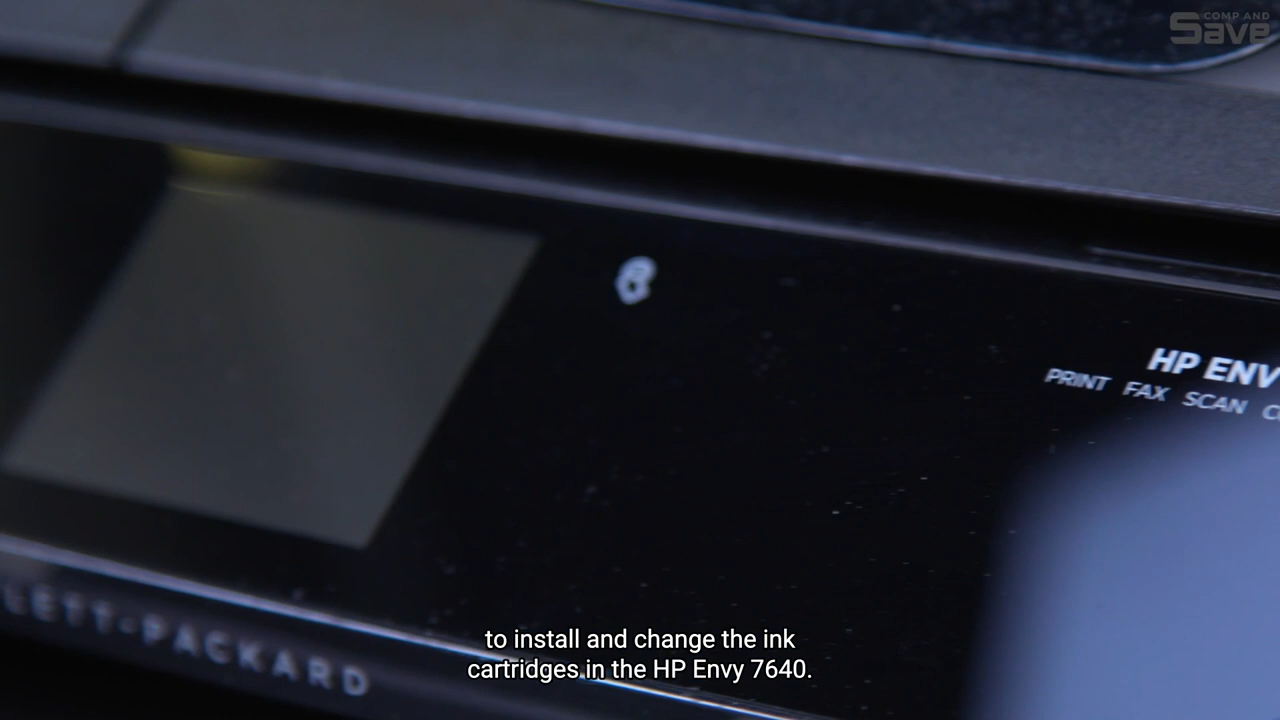 COMP AND
Save
HP ENV
PRINT FAX SCAN
LETT-PACKARD
to install and change the ink
cartridges in the HP Envy 7640.